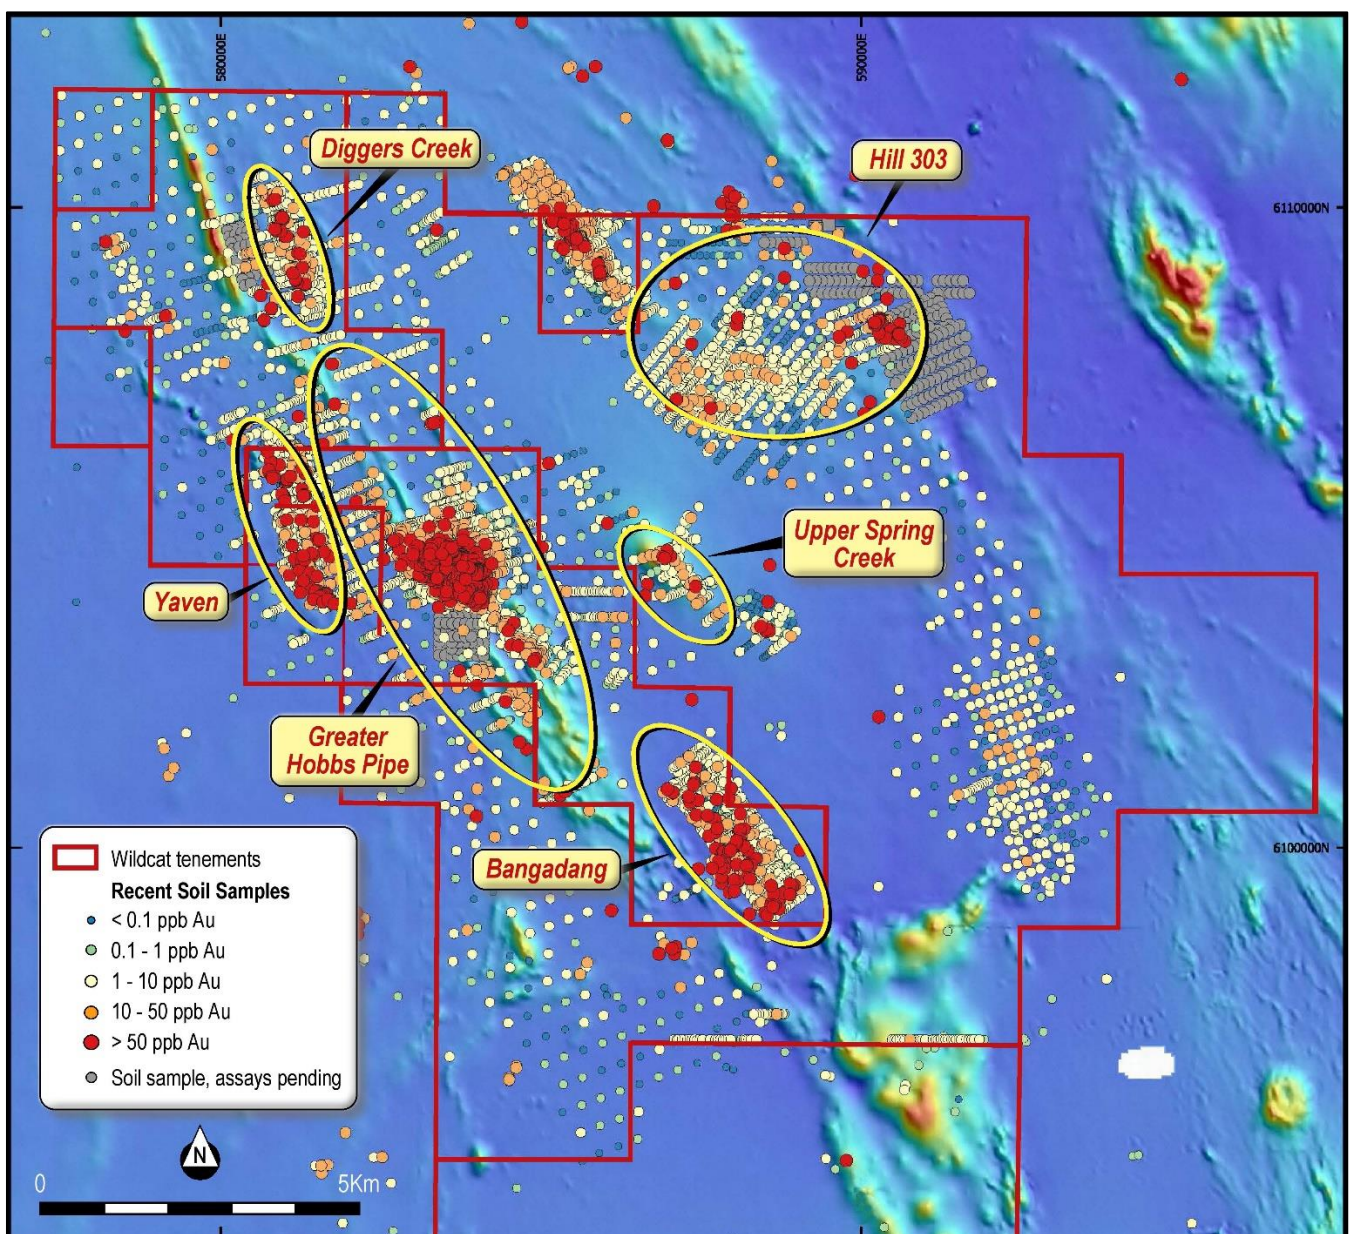 580000E
590000E
Diggers Creek
Hill 303
6110000N
Upper Spring
Creek
Yaven
Greater
Hobbs Pipe
Bangadang
6100000N
Wildcat tenements
Recent Soil Samples
< 0.1 ppb Au
0.1 - 1 ppb Au
1 - 10 ppb Au
10 - 50 ppb Au
> 50 ppb Au
Soil sample, assays pending
N
0 5Km